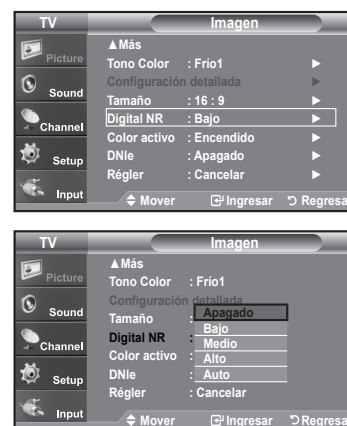 TV Imagen
▲Más
Picture
Tono Color : Frío1 ►
Configuración detallada ►
Sound
Tamaño : 16 : 9 ►
Digital NR : Bajo ►
Channel
Color activo : Encendido ►
DNIe : Apagado ►
Setup
Régler : Cancelar ►
Input
Mover Ingresar Regresar
TV Imagen
▲Más
Picture
Tono Color : Frío1
Configuración detallada
Sound
Tamaño : Apagado
Bajo
Digital NR : Medio
Channel
Color activo : Alto
DNIe : Auto
Setup
Régler : Cancelar
Input
Mover Ingresar Regresar